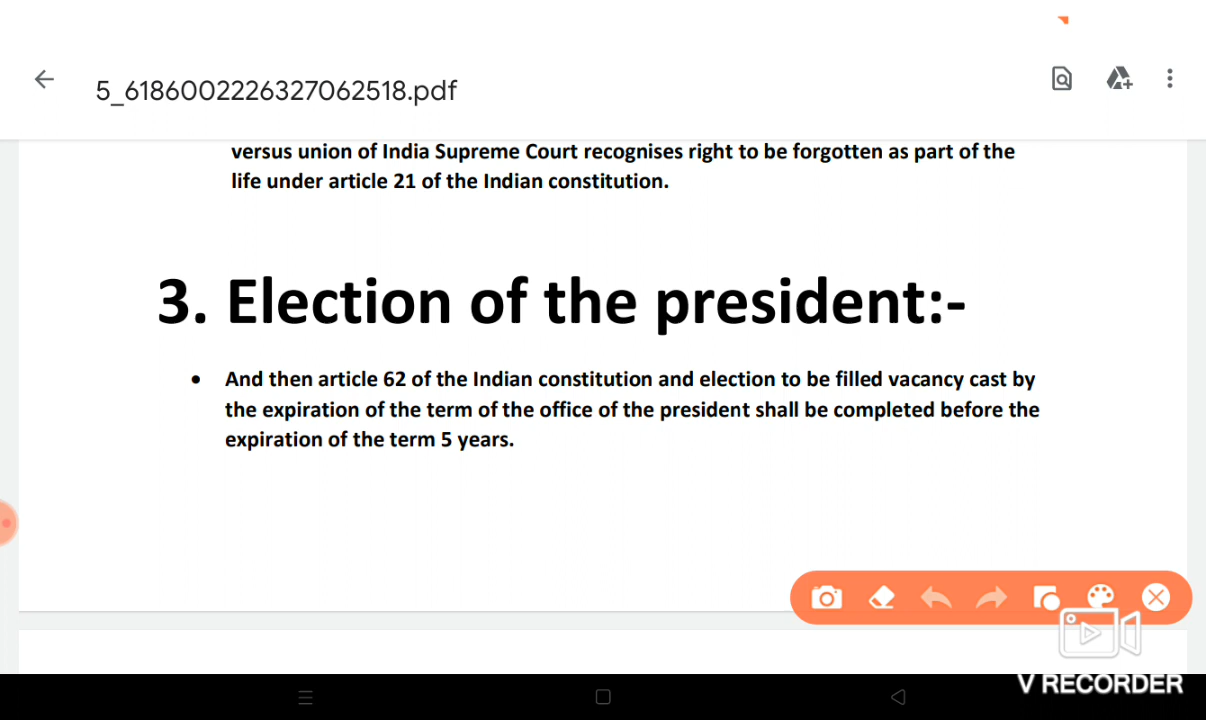 5_6186002226327062518.pdf
versus union of India Supreme Court recognises right to be forgotten as part of the
life under article 21 of the Indian constitution.
3. Election of the president:-
• And then article 62 of the Indian constitution and election to be filled vacancy cast by
the expiration of the term of the office of the president shall be completed before the
expiration of the term 5 years.
V RECORDER